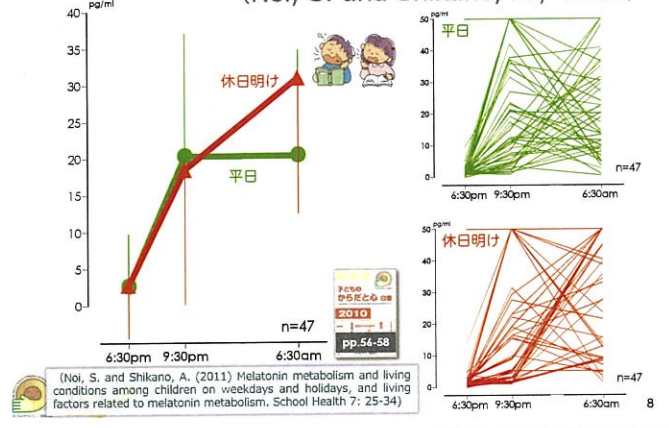 pg/ml
40
35
30
25
20
15
10
5
0
休日明け
平日
n=47
6:30pm 9:30pm 6:30am
子どもの
からだと心 白書
2010
pp.56-58
(Noi, S. and Shikano, A. (2011) Melatonin metabolism and living
conditions among children on weekdays and holidays, and living
factors related to melatonin metabolism. School Health 7: 25-34)
pg/ml
50
40
30
20
10
0
平日
n=47
6:30pm 9:30pm 6:30am
pg/ml
50
40
30
20
10
0
休日明け
n=47
6:30pm 9:30pm 6:30am
8